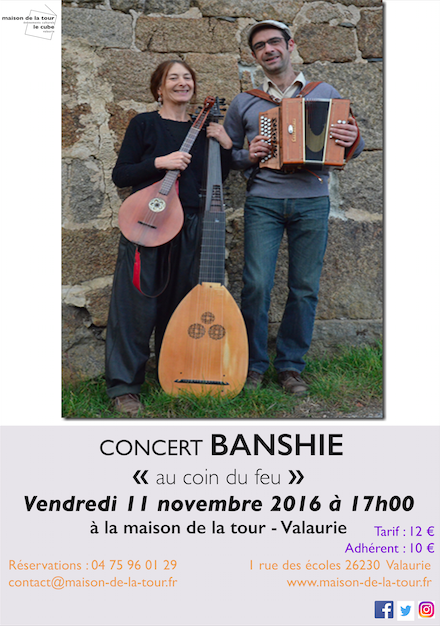 maison de la tour
le cube
CONCERT BANSHIE
« au coin du feu »
Vendredi 11 novembre 2016 à 17h00
à la maison de la tour - Valaurie
Tarif : 12 €
Adhérent : 10 €
Réservations : 04 75 96 01 29
1 rue des écoles 26230 Valaurie
contact@maison-de-la-tour.fr
www.maison-de-la-tour.fr